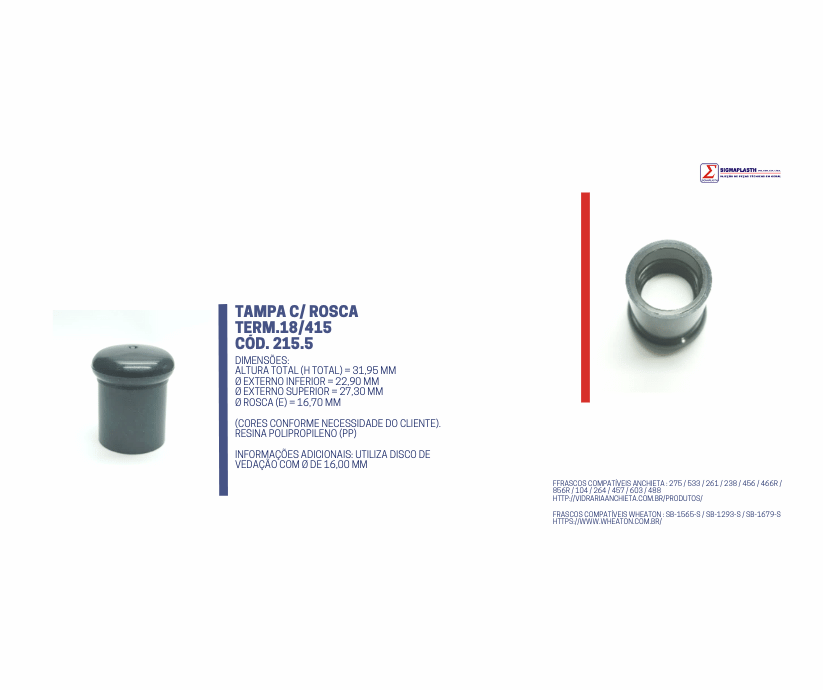 SIGMAPLASTH
TAMPA C/ ROSCA
TERM.18/415
CÓD. 215.5
DIMENSÕES:
ALTURA TOTAL (H TOTAL) = 31,95 MM
Ø EXTERNO INFERIOR = 22,90 MM
Ø EXTERNO SUPERIOR = 27,30 MM
Ø ROSCA (E) = 16,70 MM
(CORES CONFORME NECESSIDADE DO CLIENTE).
RESINA POLIPROPILENO (PP)
INFORMAÇÕES ADICIONAIS: UTILIZA DISCO DE
VEDAÇÃO COM Ø DE 16,00 MM
FFRASCOS COMPATÍVEIS ANCHIETA : 275 / 533 / 261 / 238 / 456 / 466R /
856R / 104 / 264 / 457 / 603 / 488
HTTP://VIDRARIAANCHIETA.COM.BR/PRODUTOS/
FRASCOS COMPATÍVEIS WHEATON : SB-1565-S / SB-1293-S / SB-1679-S
HTTPS://WWW.WHEATON.COM.BR/